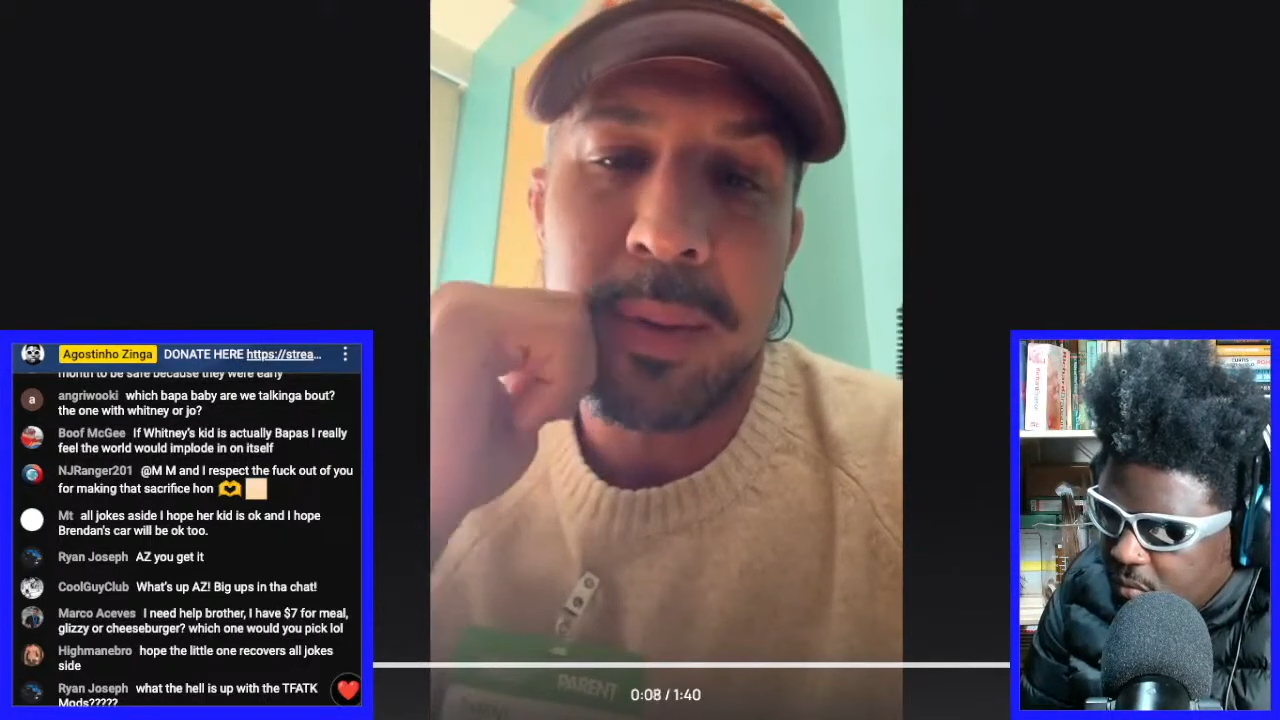 Agostinho Zinga DONATE HERE https://strea...
month to be safe because they were early
angriwooki which bapa baby are we talkinga bout?
the one with whitney or jo?
Boof McGee If Whitney's kid is actually Bapas I really
feel the world would implode in on itself
NJRanger201 @M M and I respect the fuck out of you
for making that sacrifice hon
Mt all jokes aside I hope her kid is ok and I hope
Brendan's car will be ok too.
Ryan Joseph AZ you get it
CoolGuyClub What's up AZ! Big ups in tha chat!
Marco Aceves I need help brother, I have $7 for meal,
glizzy or cheeseburger? which one would you pick lol
Highmanebro hope the little one recovers all jokes
side
Ryan Joseph what the hell is up with the TFATK
Mods?????
a
PARENT
0:08 / 1:40